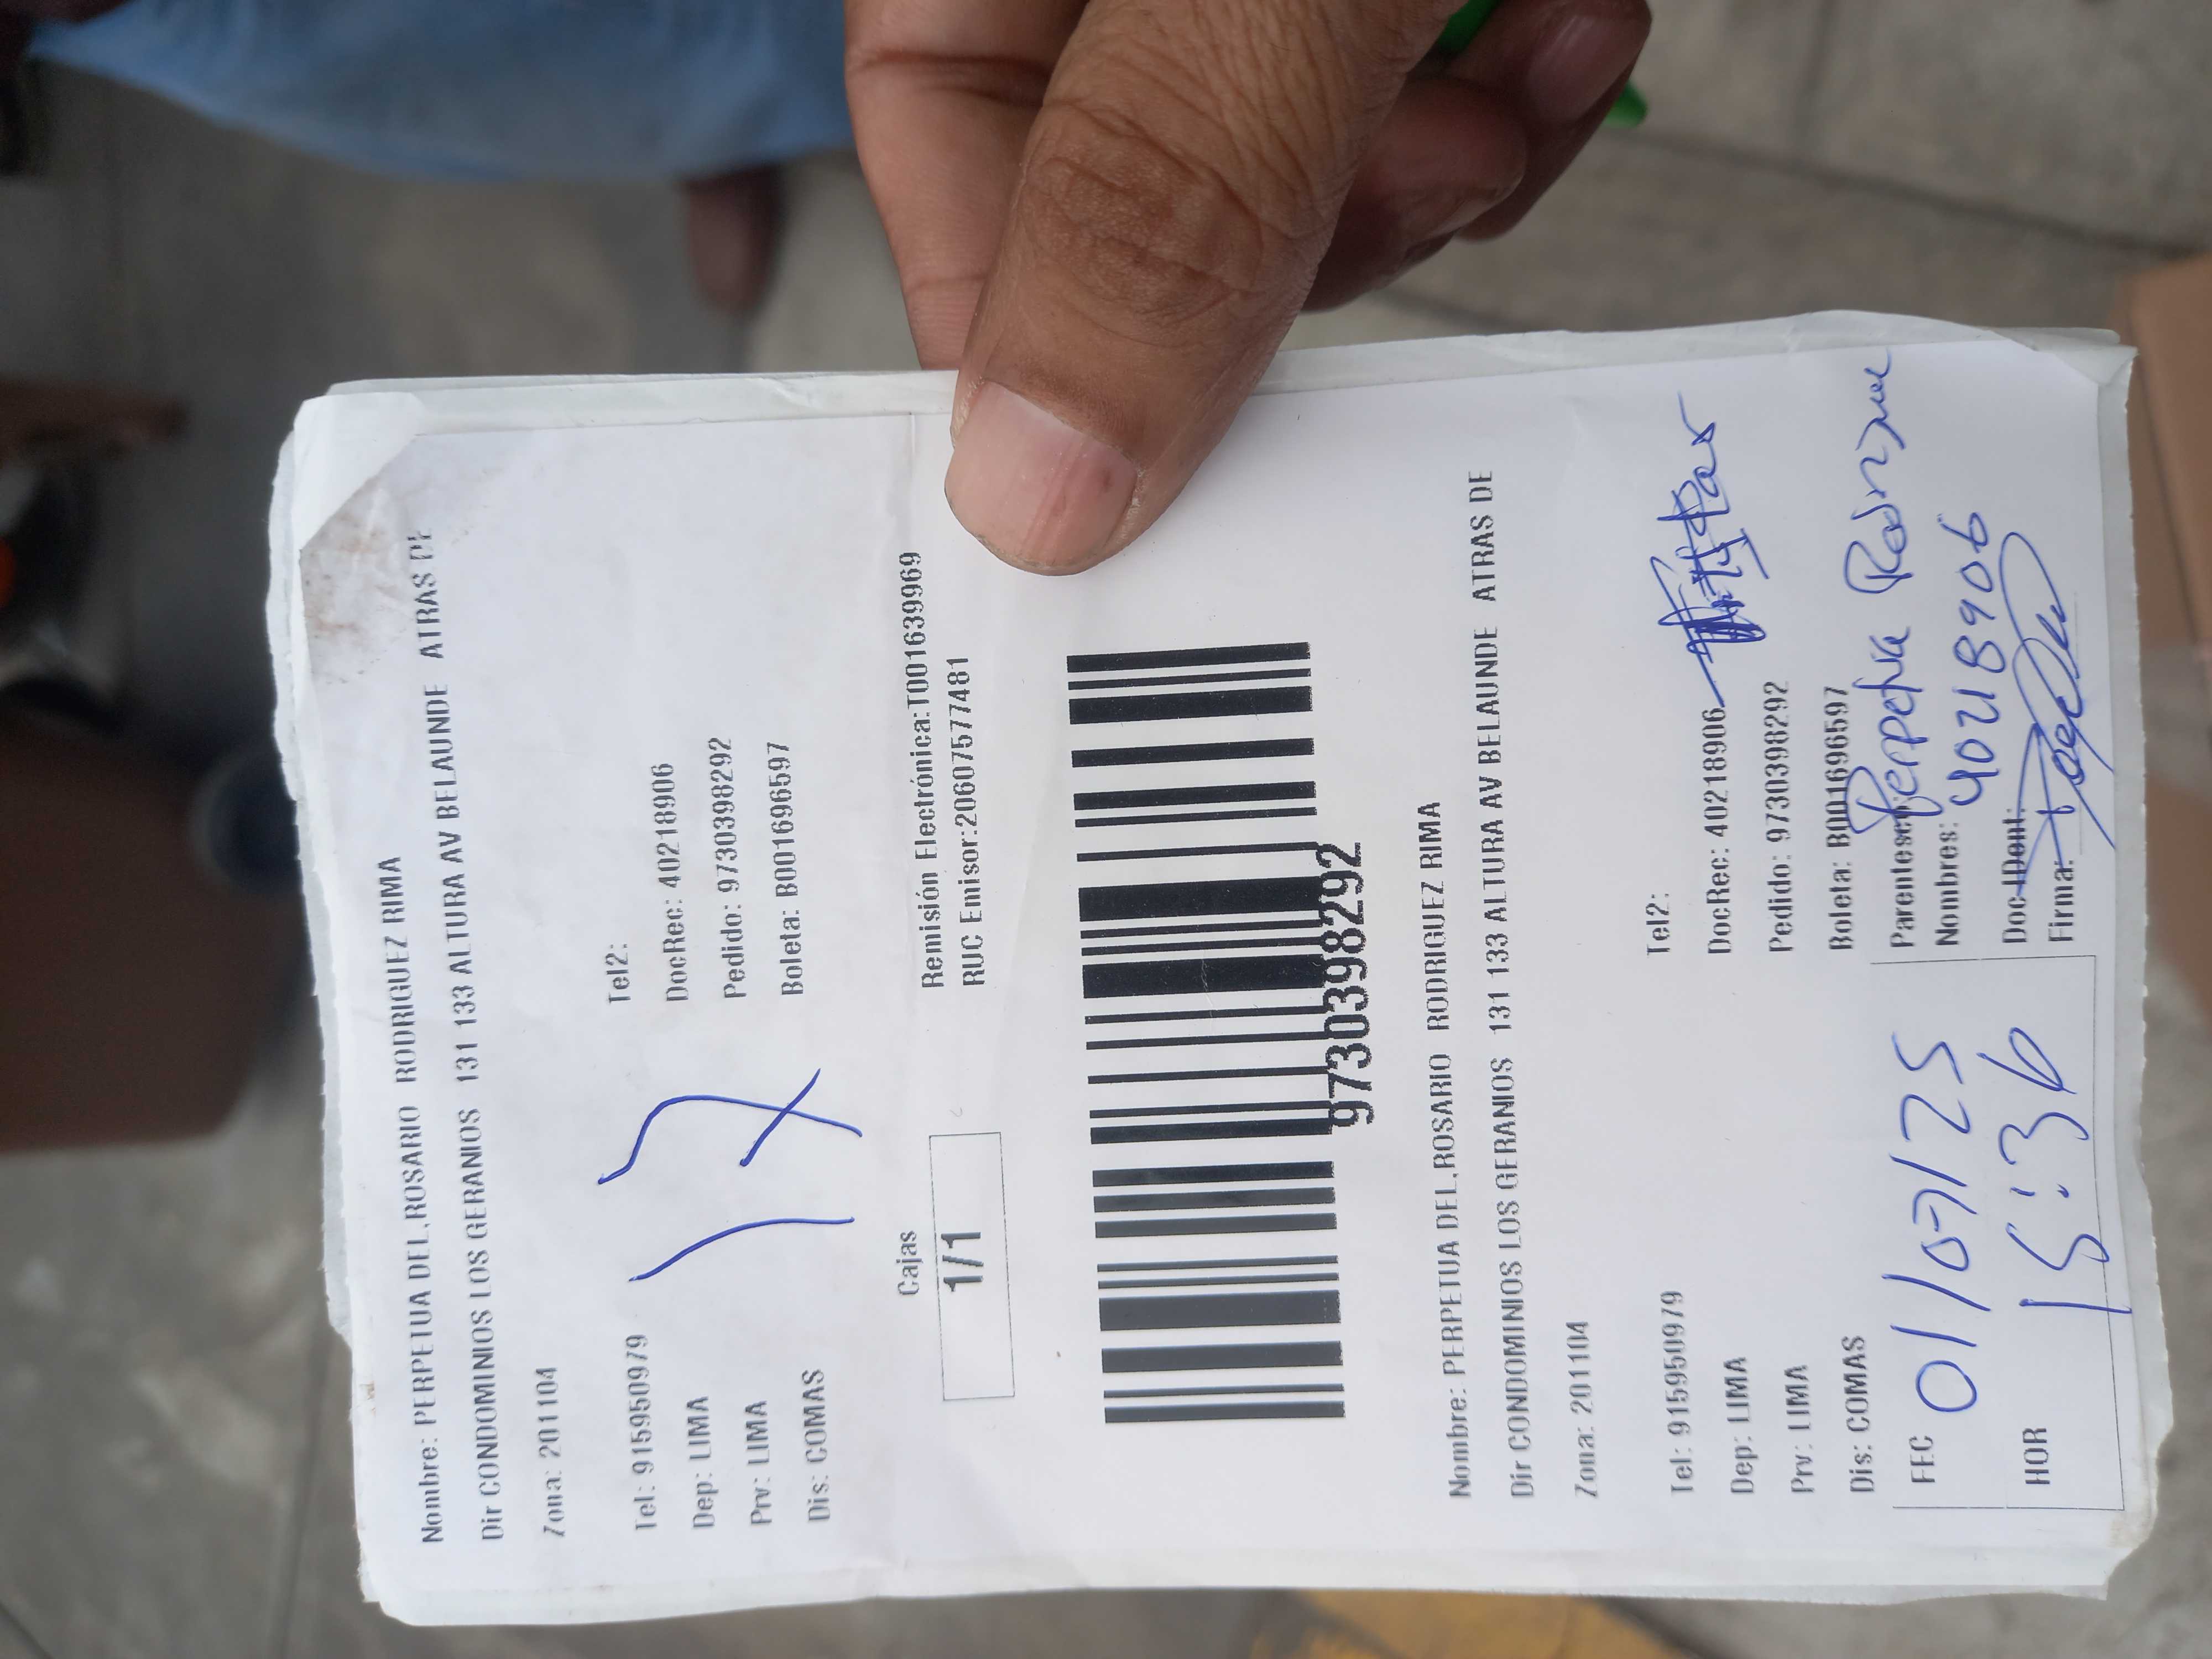 Nombre: PERPETUA DEL.ROSARIO RODRIGUEZ RIMA
Dir CONDOMINIOS LOS GERANIOS 131 133 ALTURA AV BELAUNDE ATRAS DE
Zona: 201104
Tel: 915950979 Tel2:
Dep: LIMA DocRec: 40218906
Prv: LIMA Pedido: 9730398292
Dis: COMAS Boleta: B001696597
17
Cajas
1/1
Remisión Electrónica:T001639969
RUC Emisor:20607577481
9730398292
Nombre: PERPETUA DEL.ROSARIO RODRIGUEZ RIMA
Dir CONDOMINIOS LOS GERANIOS 131 133 ALTURA AV BELAUNDE ATRAS DE
Zona: 201104
Tel: 915950979 Tel2:
Dep: LIMA DocRec: 40218906
Prv: LIMA Pedido: 9730398292
Dis: COMAS Boleta: B001696597
FEC 01/07/25
HOR 15:36
Parentesco
Nombres: Perpetua Rodriguez
Doc.IDent: 40218906
Firma: